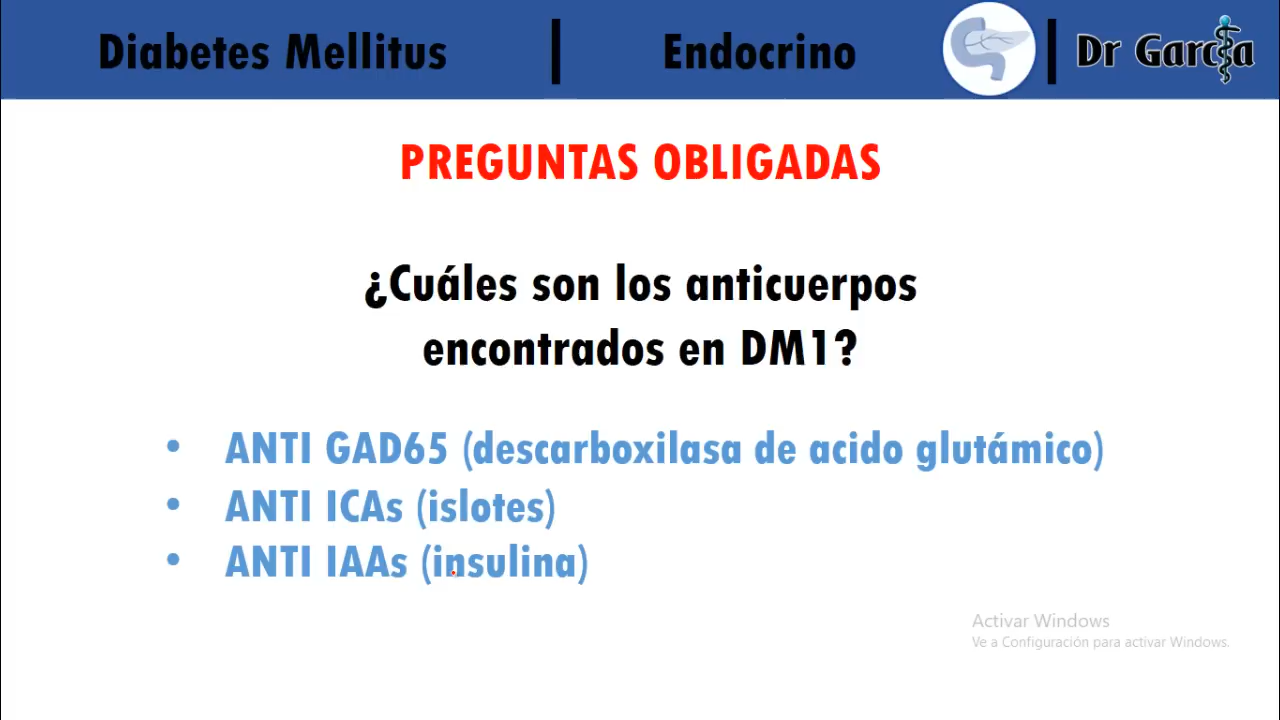 Diabetes Mellitus | Endocrino | Dr García
PREGUNTAS OBLIGADAS
¿Cuáles son los anticuerpos
encontrados en DM1?
• ANTI GAD65 (descarboxilasa de acido glutámico)
• ANTI ICAs (islotes)
• ANTI IAAs (insulina)
Activar Windows
Ve a Configuración para activar Windows.